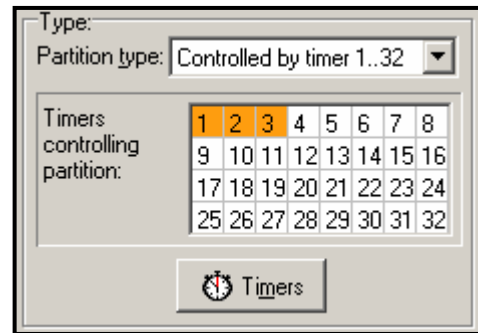 Type:
Partition type: Controlled by timer 1..32
Timers controlling partition:
1 2 3 4 5 6 7 8
9 10 11 12 13 14 15 16
17 18 19 20 21 22 23 24
25 26 27 28 29 30 31 32
Timers